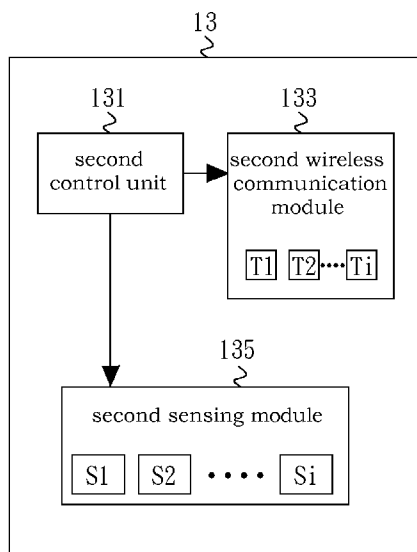 13
131
second
control unit
133
second wireless
communication
module
T1 T2 •••• Ti
135
second sensing module
S1 S2 • • • • Si